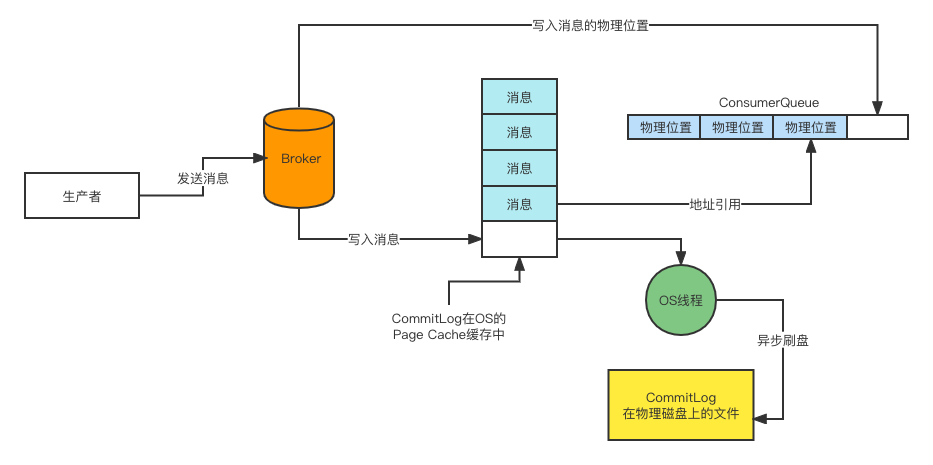 写入消息的物理位置
消息
ConsumerQueue
消息
物理位置
物理位置
物理位置
Broker
消息
发送消息
生产者
消息
地址引用
写入消息
OS线程
CommitLog在OS的
Page Cache缓存中
异步刷盘
CommitLog
在物理磁盘上的文件